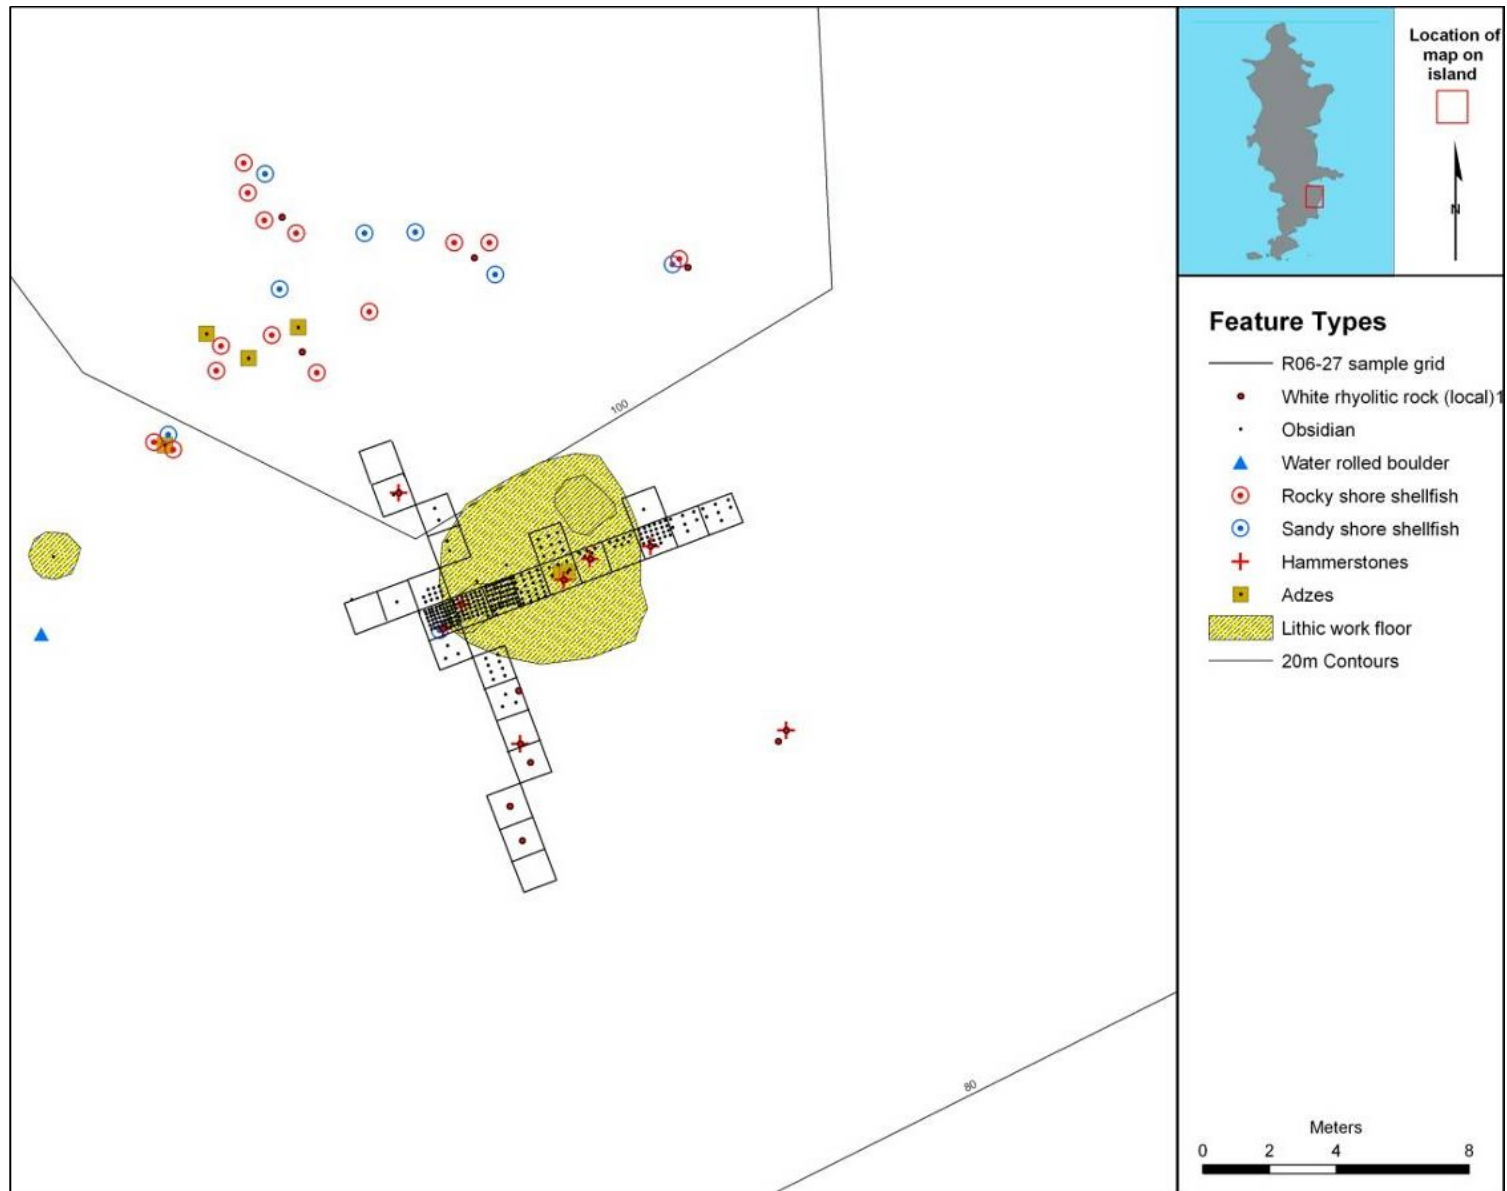 Location of
map on
island
N
Feature Types
R06-27 sample grid
White rhyolitic rock (local)1
Obsidian
Water rolled boulder
Rocky shore shellfish
Sandy shore shellfish
Hammerstones
Adzes
Lithic work floor
20m Contours
100
80
Meters
0 2 4 8